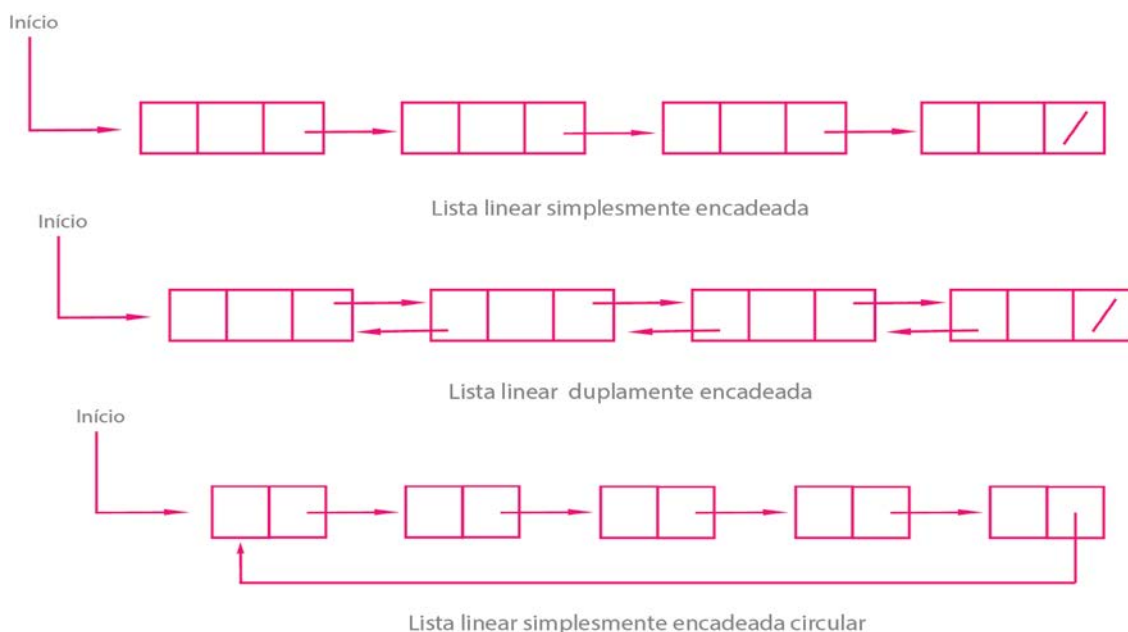 Início
Lista linear simplesmente encadeada
Início
Lista linear duplamente encadeada
Início
Lista linear simplesmente encadeada circular